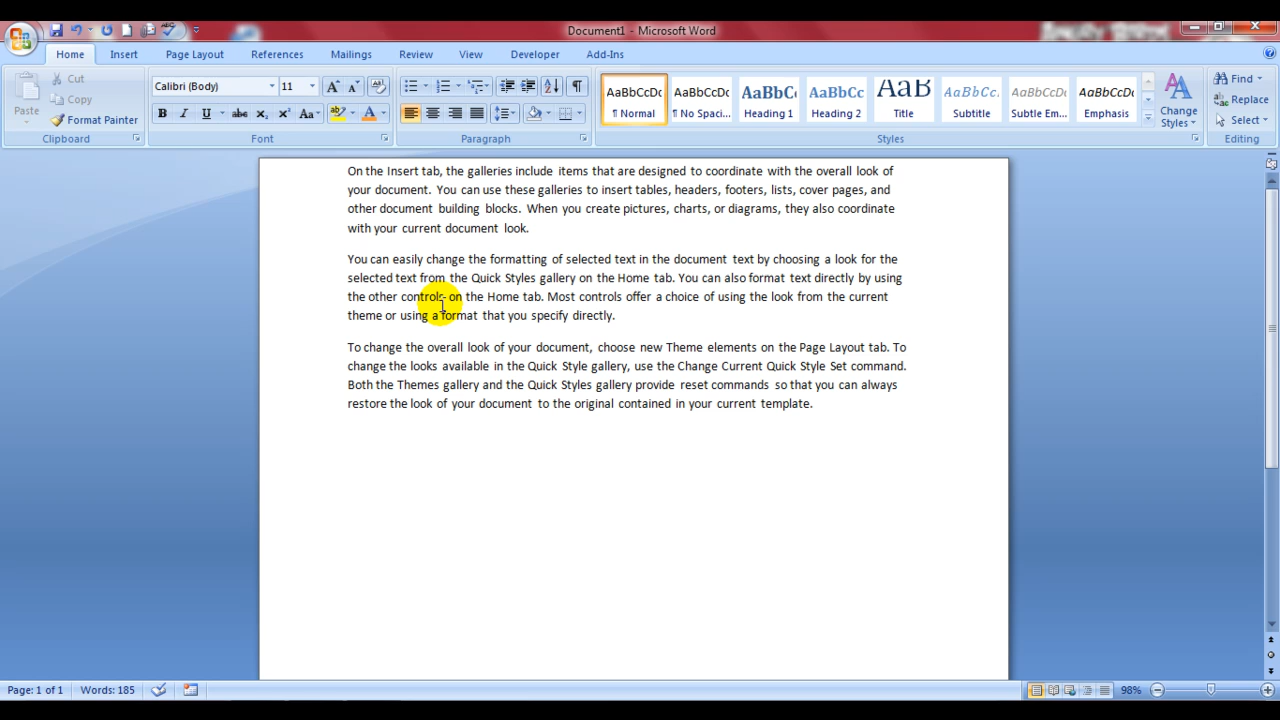 Document1 - Microsoft Word
Home Insert Page Layout References Mailings Review View Developer Add-Ins
Paste Cut Copy Format Painter
Calibri (Body) 11
AaBbCcDc AaBbCcDc AaBbC AaBbCc AaB AaBbCc. AaBbCcDc AaBbCcDc
¶ Normal ¶ No Spaci... Heading 1 Heading 2 Title Subtitle Subtle Em... Emphasis
Change Styles
Find Replace Select
Clipboard Font Paragraph Styles Editing
On the Insert tab, the galleries include items that are designed to coordinate with the overall look of
your document. You can use these galleries to insert tables, headers, footers, lists, cover pages, and
other document building blocks. When you create pictures, charts, or diagrams, they also coordinate
with your current document look.
You can easily change the formatting of selected text in the document text by choosing a look for the
selected text from the Quick Styles gallery on the Home tab. You can also format text directly by using
the other controls on the Home tab. Most controls offer a choice of using the look from the current
theme or using a format that you specify directly.
To change the overall look of your document, choose new Theme elements on the Page Layout tab. To
change the looks available in the Quick Style gallery, use the Change Current Quick Style Set command.
Both the Themes gallery and the Quick Styles gallery provide reset commands so that you can always
restore the look of your document to the original contained in your current template.
Page: 1 of 1 Words: 185 98%